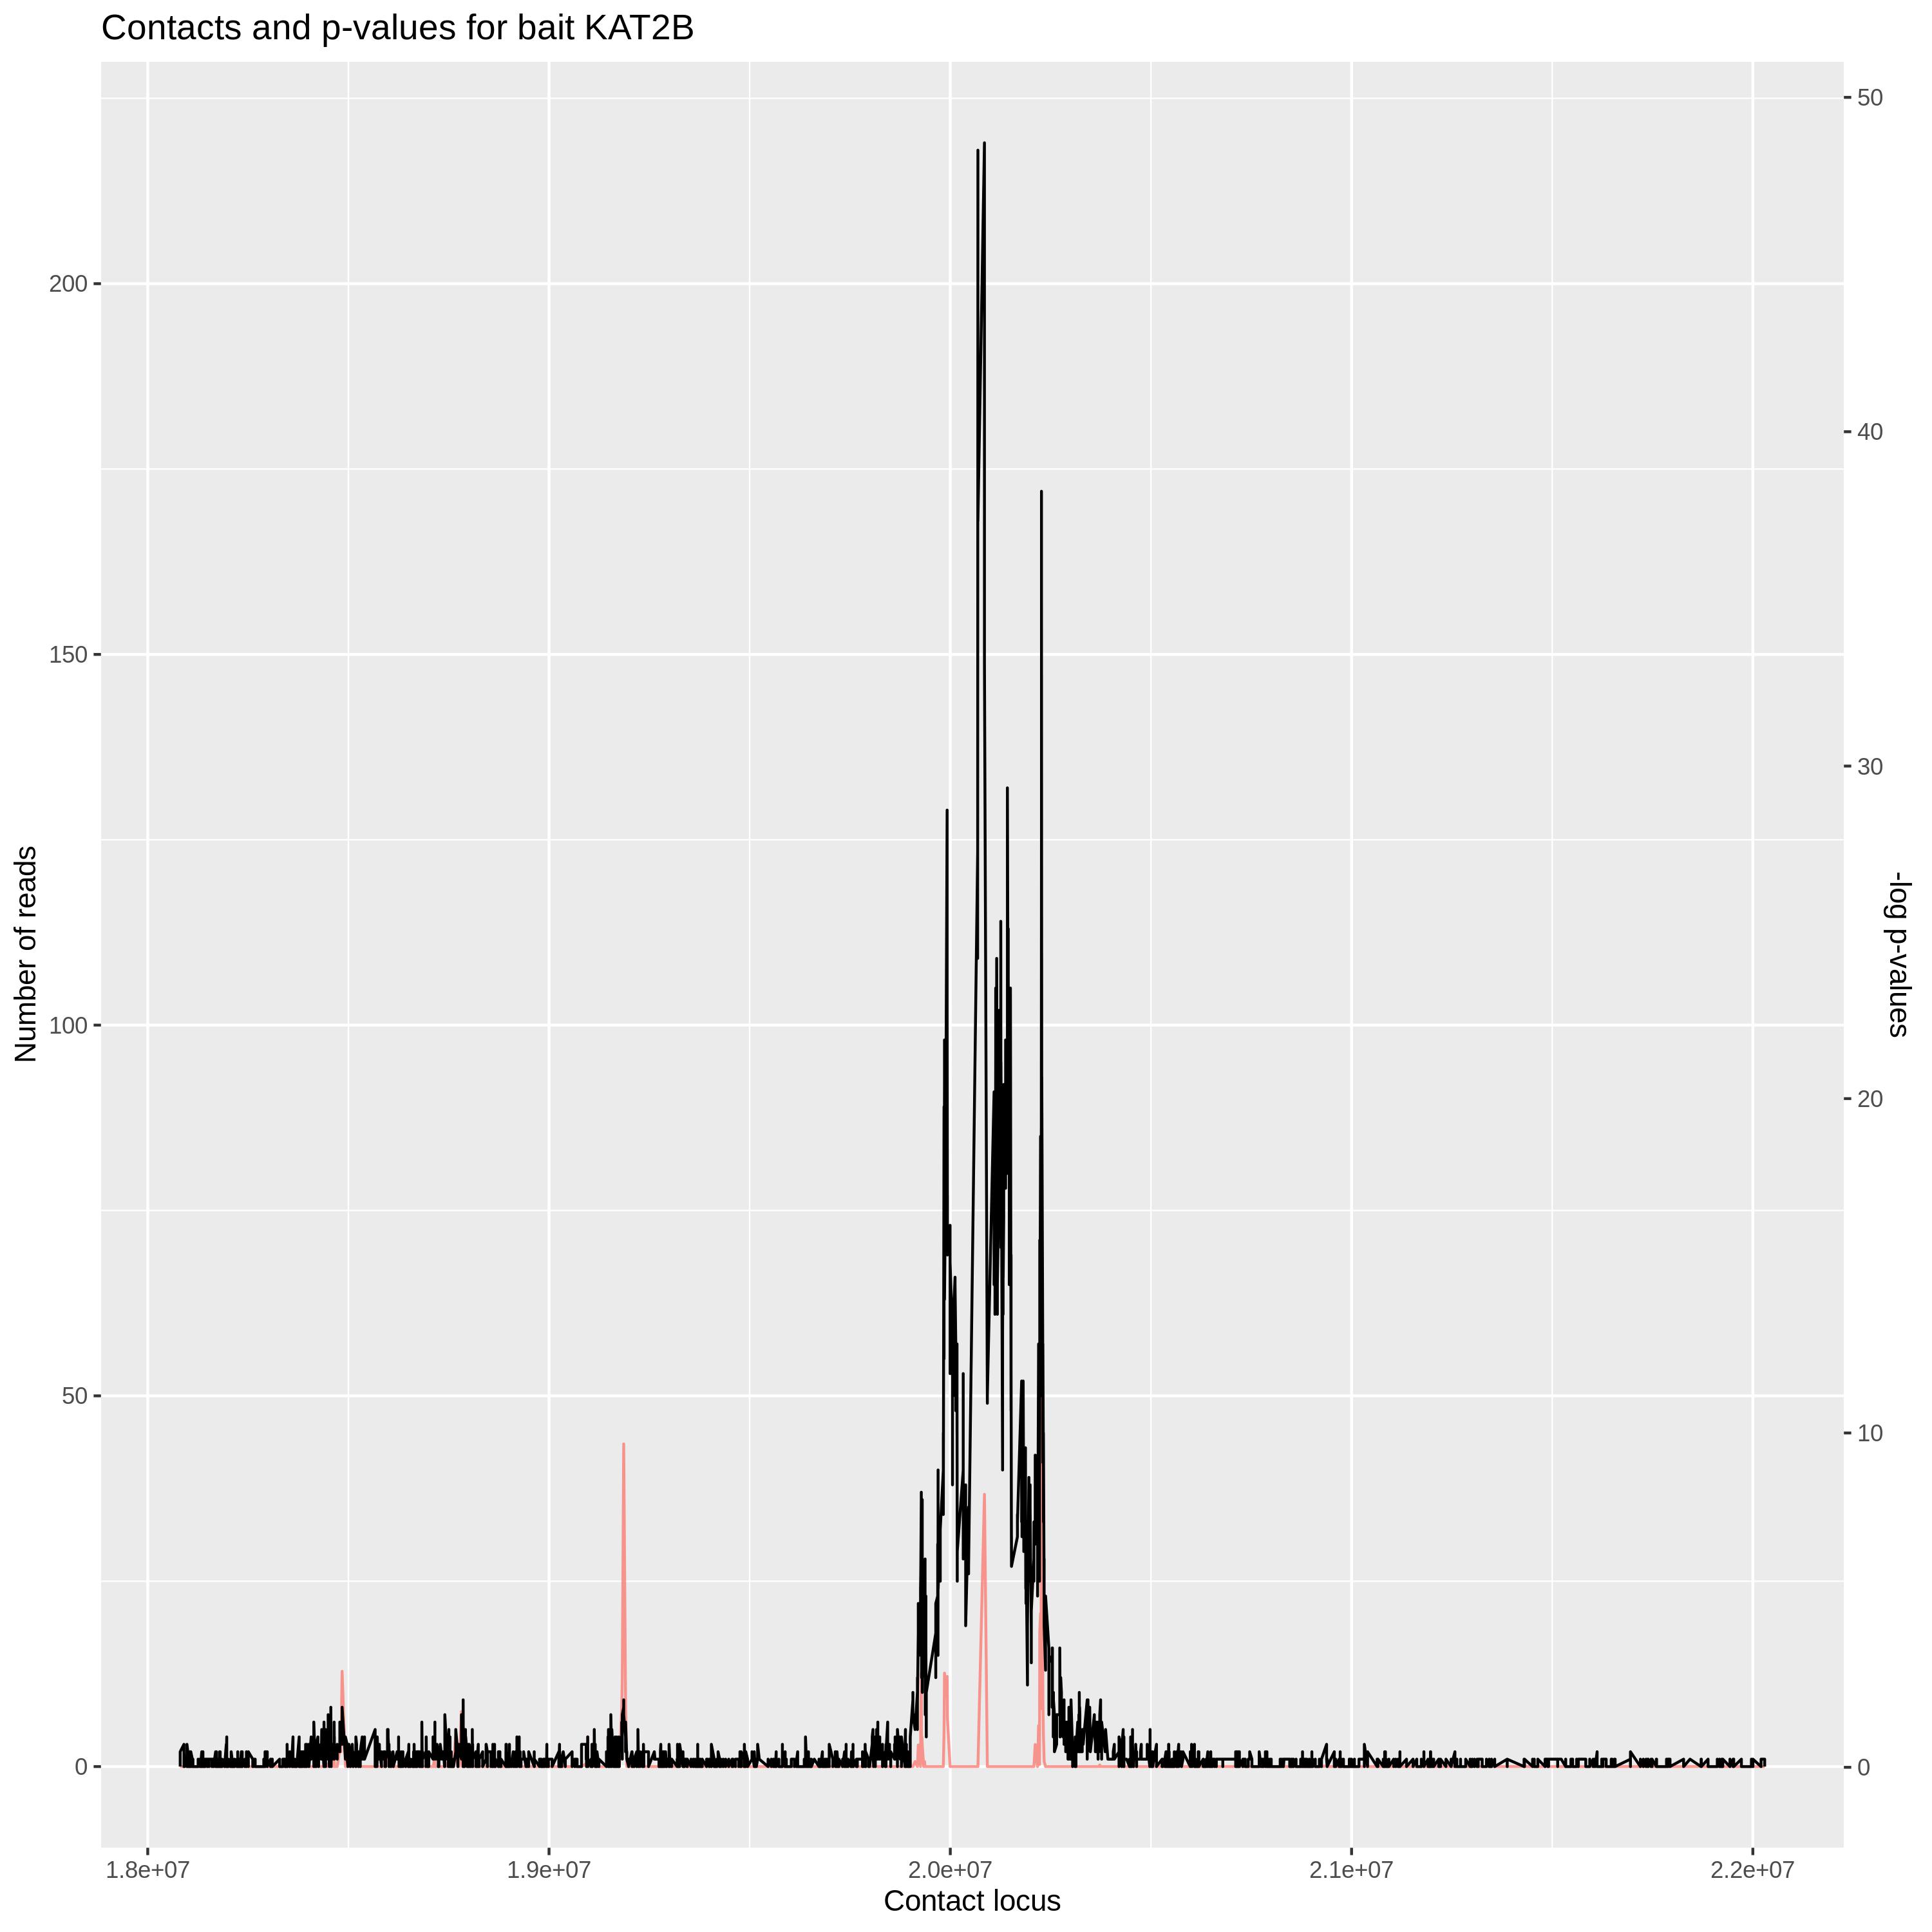 Contacts and p-values for bait KAT2B
Number of reads
200
150
100
50
0
50
40
30
20
10
0
-log p-values
1.8e+07
1.9e+07
2.0e+07
2.1e+07
2.2e+07
Contact locus